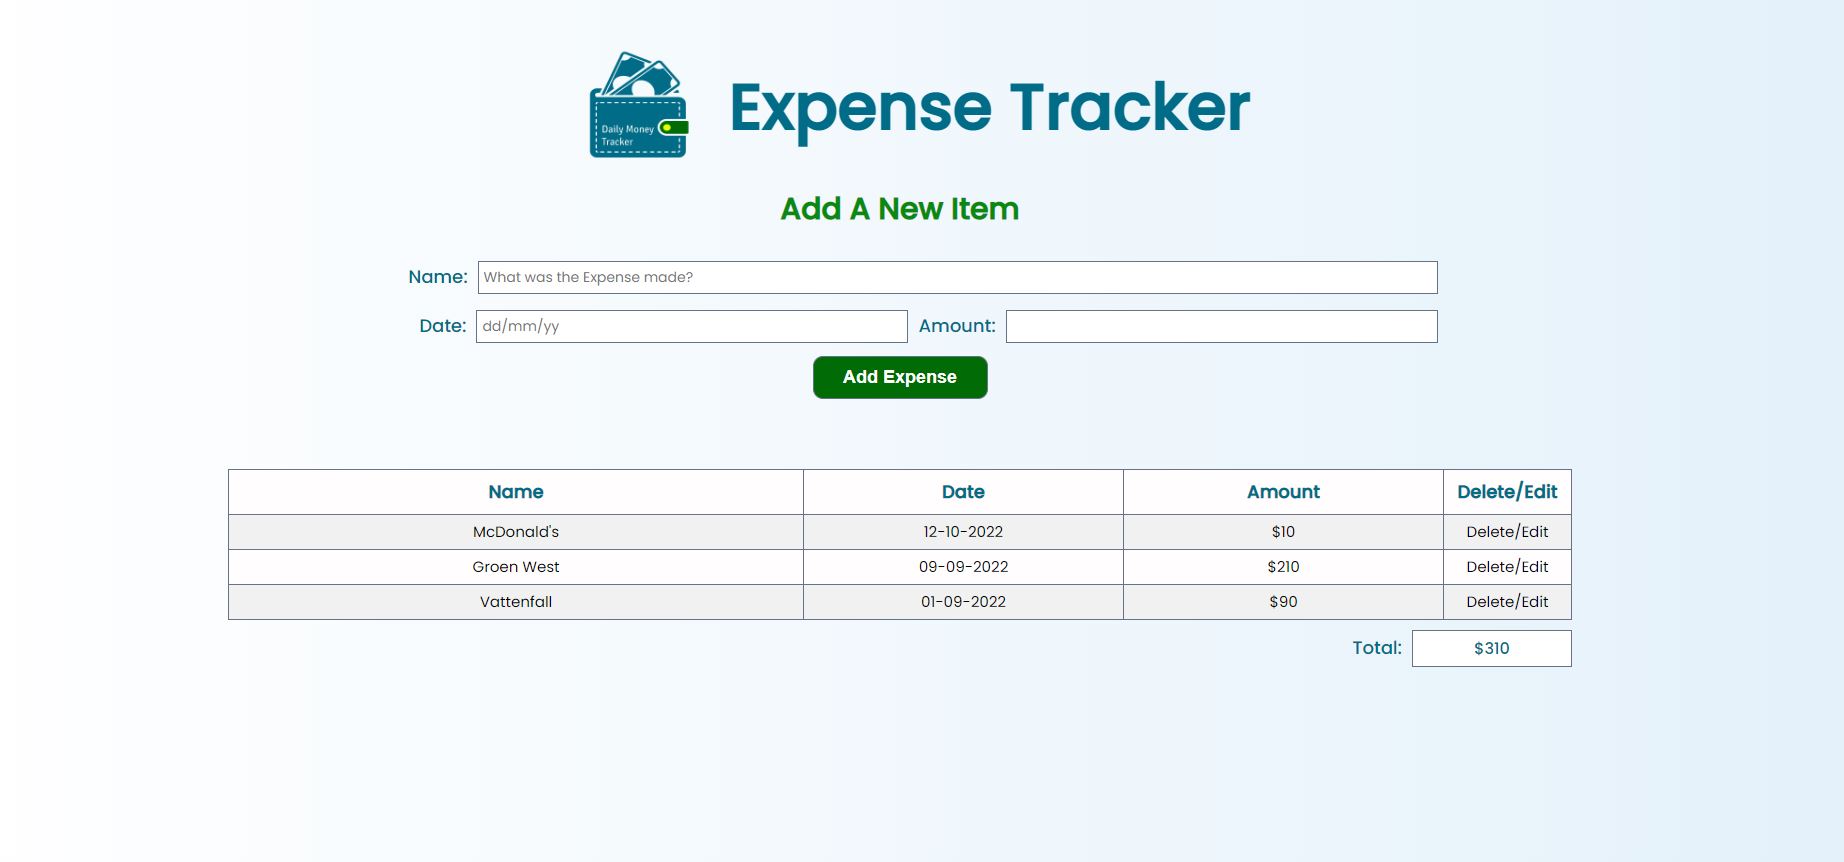 Daily Money
Tracker
Expense Tracker
Add A New Item
Name: What was the Expense made?
Date: dd/mm/yy Amount:
Add Expense
Name Date Amount Delete/Edit
McDonald's 12-10-2022 $10 Delete/Edit
Groen West 09-09-2022 $210 Delete/Edit
Vattenfall 01-09-2022 $90 Delete/Edit
Total: $310